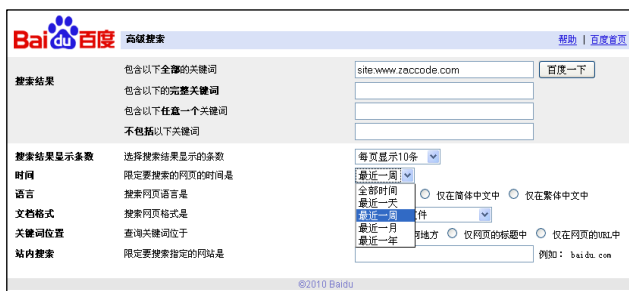 Bai du 百度 高级搜索 帮助 | 百度首页
搜索结果 包含以下全部的关键词 site:www.zaccode.com 百度一下
包含以下的完整关键词
包含以下任意一个关键词
不包括以下关键词
搜索结果显示条数 选择搜索结果显示的条数 每页显示10条
时间 限定要搜索的网页的时间是 最近一周
全部时间
最近一天
最近一周
最近一月
最近一年
语言 搜索网页语言是 仅在简体中文中 仅在繁体中文中
文档格式 搜索网页格式是 件
关键词位置 查询关键词位于 地方 仅网页的标题中 仅在网页的URL中
站内搜索 限定要搜索指定的网站是 例如: baidu.com
©2010 Baidu